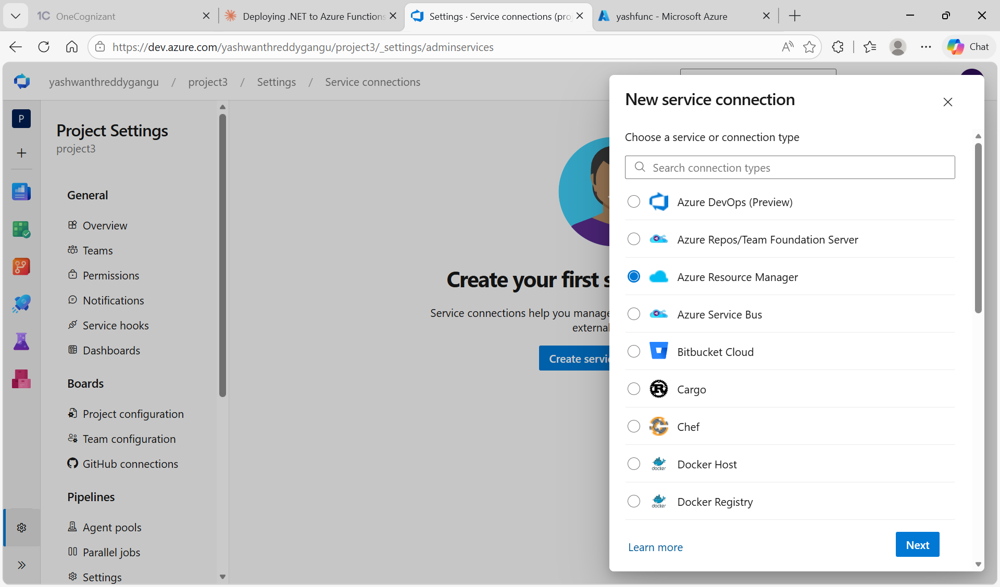 OneCognizant
Deploying .NET to Azure Functions
Settings · Service connections (proj
yashfunc - Microsoft Azure
https://dev.azure.com/yashwanthreddygangu/project3/_settings/adminservices
Chat
yashwanthreddygangu / project3 / Settings / Service connections
P
Project Settings
project3
General
Overview
Teams
Permissions
Notifications
Service hooks
Dashboards
Boards
Project configuration
Team configuration
GitHub connections
Pipelines
Agent pools
Parallel jobs
Settings
Create your first s
Service connections help you manage
external
Create servic
New service connection
Choose a service or connection type
Search connection types
Azure DevOps (Preview)
Azure Repos/Team Foundation Server
Azure Resource Manager
Azure Service Bus
Bitbucket Cloud
Cargo
Chef
docker Docker Host
docker Docker Registry
Learn more
Next